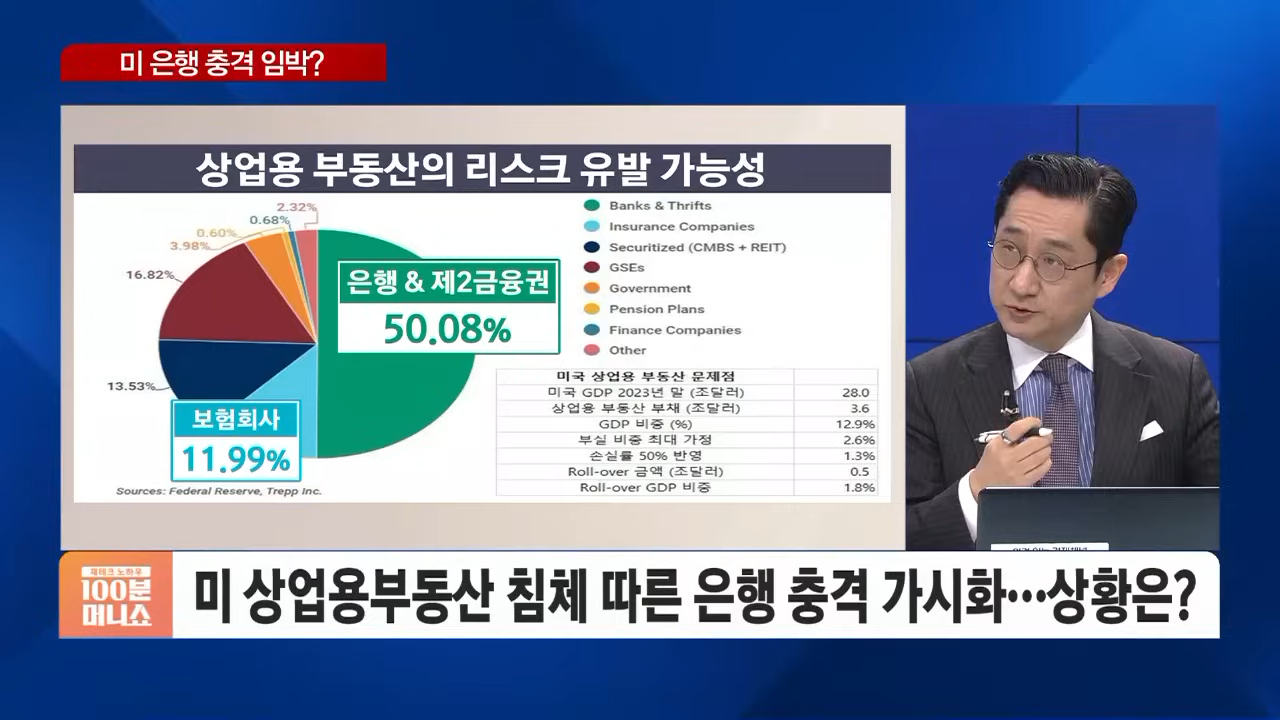 미 은행 충격 임박?
상업용 부동산의 리스크 유발 가능성
2.32%
0.68%
0.60%
3.98%
16.82%
13.53%
은행 & 제2금융권
50.08%
보험회사
11.99%
Sources: Federal Reserve, Trepp Inc.
Banks & Thrifts
Insurance Companies
Securitized (CMBS + REIT)
GSEs
Government
Pension Plans
Finance Companies
Other
미국 상업용 부동산 문제점
미국 GDP 2023년 말 (조달러) 28.0
상업용 부동산 부채 (조달러) 3.6
GDP 비중 (%) 12.9%
부실 비중 최대 가정 2.6%
손실률 50% 반영 1.3%
Roll-over 금액 (조달러) 0.5
Roll-over GDP 비중 1.8%
재테크 노하우
100분
머니쇼
미 상업용부동산 침체 따른 은행 충격 가시화…상황은?